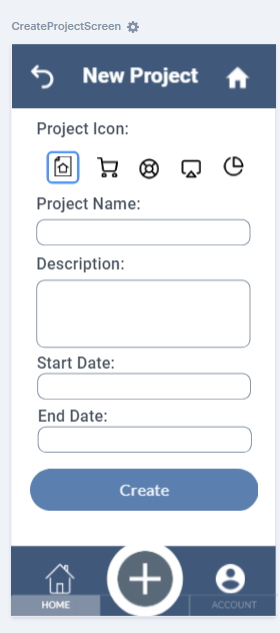 CreateProjectScreen
New Project
Project Icon:
Project Name:
Description:
Start Date:
End Date:
Create
HOME
ACCOUNT